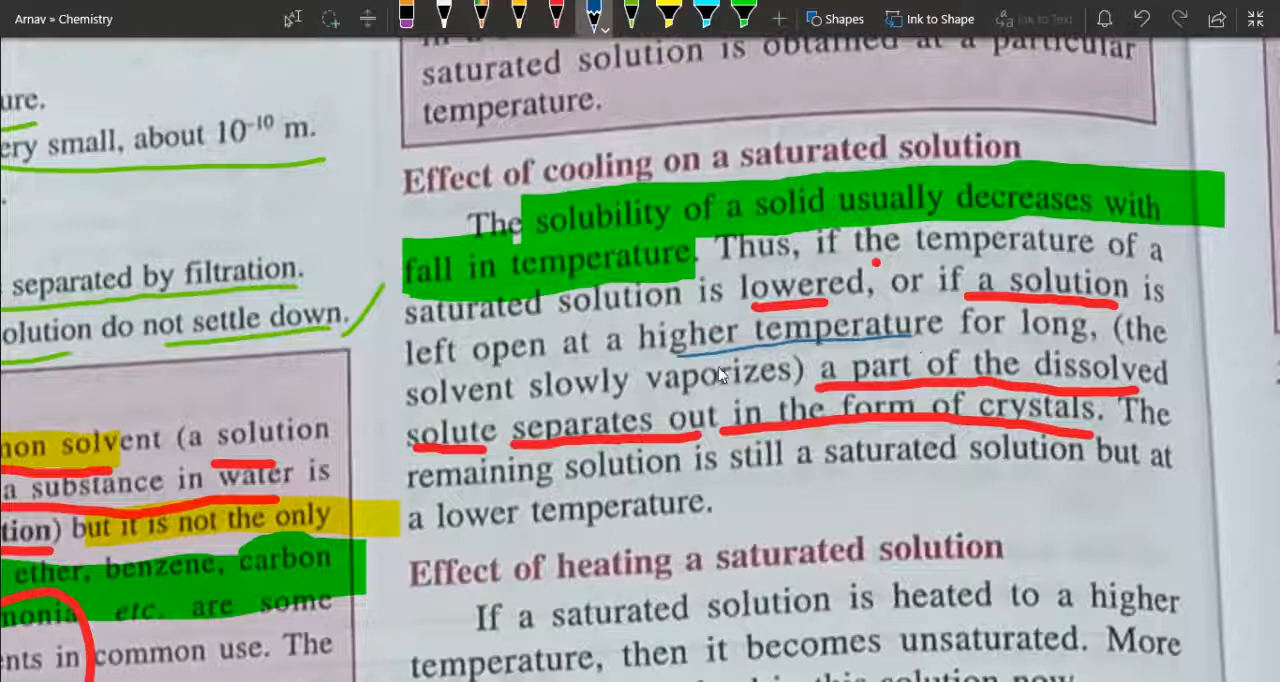 Arnav » Chemistry
Shapes
Ink to Shape
Ink to Text
ure.
ery small, about 10⁻¹⁰ m.
separated by filtration.
olution do not settle down.
non solvent (a solution
a substance in water is
tion) but it is not the only
ether, benzene, carbon
monia etc. are some
ents in common use. The
saturated solution is obtained at a particular
temperature.
Effect of cooling on a saturated solution
The solubility of a solid usually decreases with
fall in temperature. Thus, if the temperature of a
saturated solution is lowered, or if a solution is
left open at a higher temperature for long, (the
solvent slowly vaporizes) a part of the dissolved
solute separates out in the form of crystals. The
remaining solution is still a saturated solution but at
a lower temperature.
Effect of heating a saturated solution
If a saturated solution is heated to a higher
temperature, then it becomes unsaturated. More
solution now